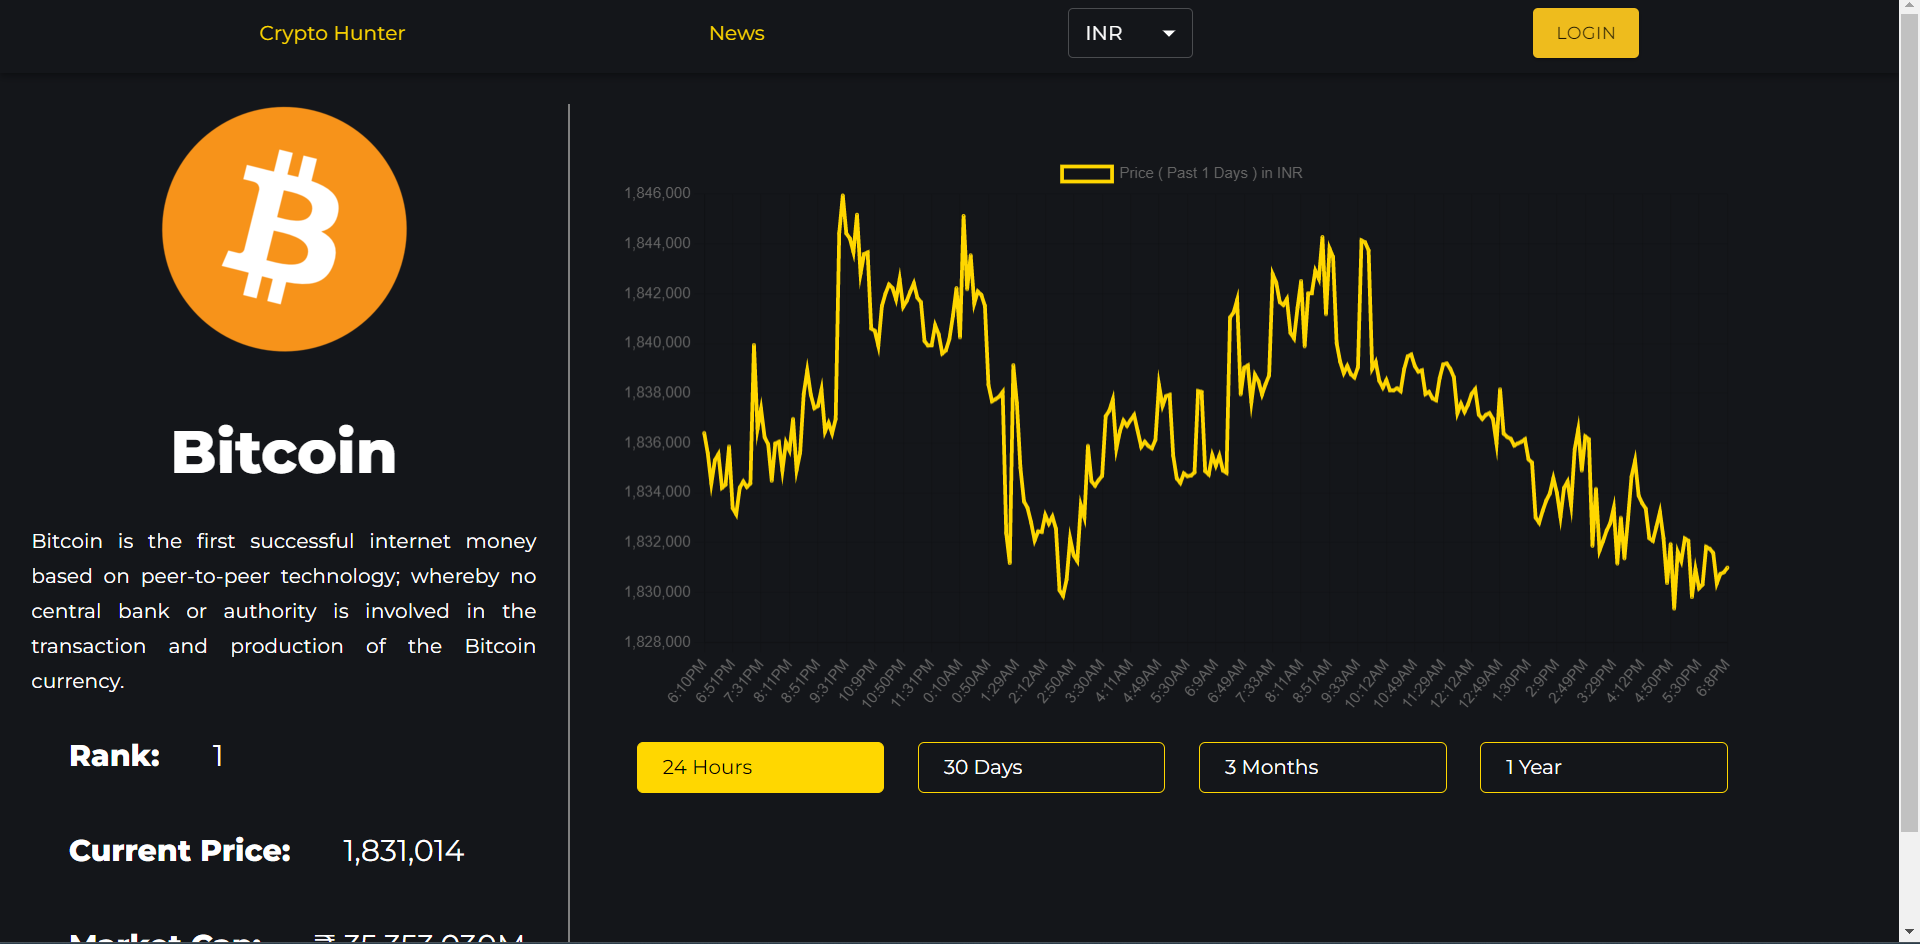 Crypto Hunter
News
INR
LOGIN
Bitcoin
Bitcoin is the first successful internet money
based on peer-to-peer technology; whereby no
central bank or authority is involved in the
transaction and production of the Bitcoin
currency.
Rank: 1
Current Price: 1,831,014
Price ( Past 1 Days ) in INR
1,846,000
1,844,000
1,842,000
1,840,000
1,838,000
1,836,000
1,834,000
1,832,000
1,830,000
1,828,000
6:10PM
6:51PM
7:31PM
8:11PM
8:51PM
9:31PM
10:9PM
10:50PM
11:31PM
0:10AM
0:50AM
1:29AM
2:12AM
2:50AM
3:30AM
4:11AM
4:49AM
5:30AM
6:9AM
6:49AM
7:33AM
8:11AM
8:51AM
9:33AM
10:12AM
10:49AM
11:29AM
12:12AM
12:49AM
1:30PM
2:9PM
2:49PM
3:29PM
4:12PM
4:50PM
5:30PM
6:8PM
24 Hours
30 Days
3 Months
1 Year